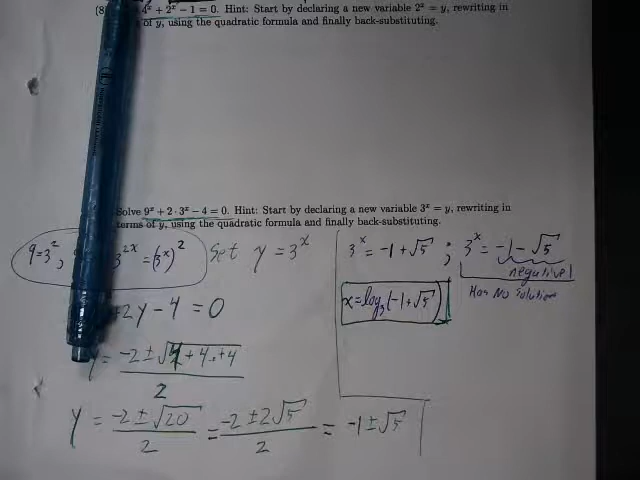 (8 4ˣ + 2ˣ − 1 = 0. Hint: Start by declaring a new variable 2ˣ = y, rewriting in
of y, using the quadratic formula and finally back-substituting.
Solve 9ˣ + 2 · 3ˣ − 4 = 0. Hint: Start by declaring a new variable 3ˣ = y, rewriting in
terms of y, using the quadratic formula and finally back-substituting.
9=3², 3²ˣ = (3ˣ)² Set y = 3ˣ
+2y − 4 = 0
y = (−2 ± √(4 + 4·+4))/2
y = (−2 ± √20)/2 = (−2 ± 2√5)/2 = −1 ± √5
3ˣ = −1 + √5 ; 3ˣ = −1 − √5
negative!
Has No solution
x = log₃(−1 + √5)